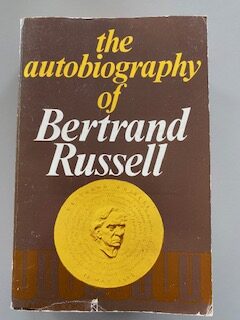 the
autobiography
of
Bertrand
Russell